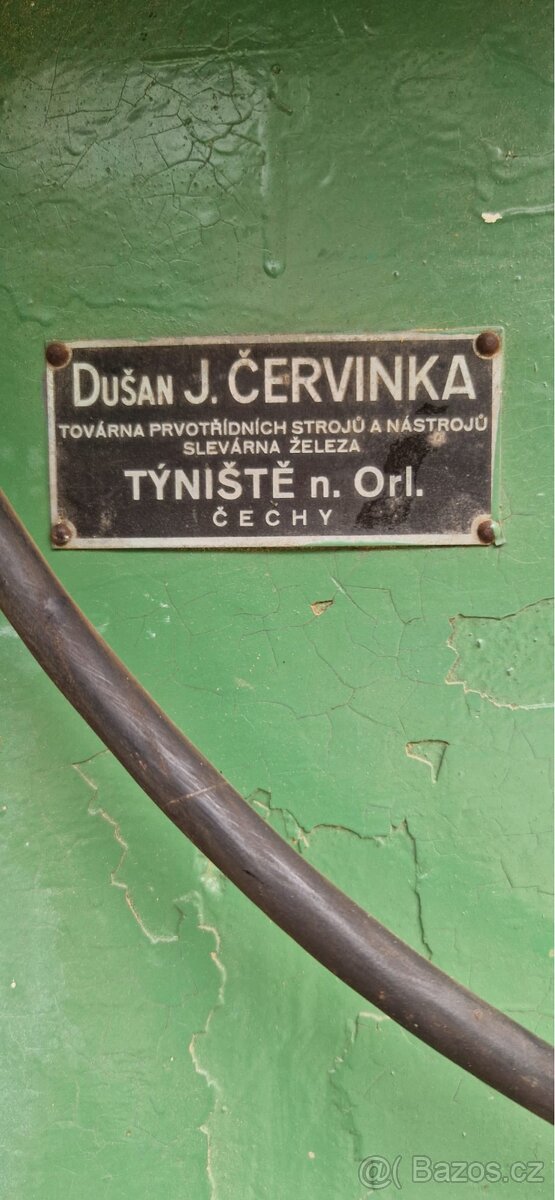 DUŠAN J. ČERVINKA
TOVÁRNA PRVOTŘÍDNÍCH STROJŮ A NÁSTROJŮ
SLEVÁRNA ŽELEZA
TÝNIŠTĚ n. Orl.
ČECHY
@( Bazos.cz